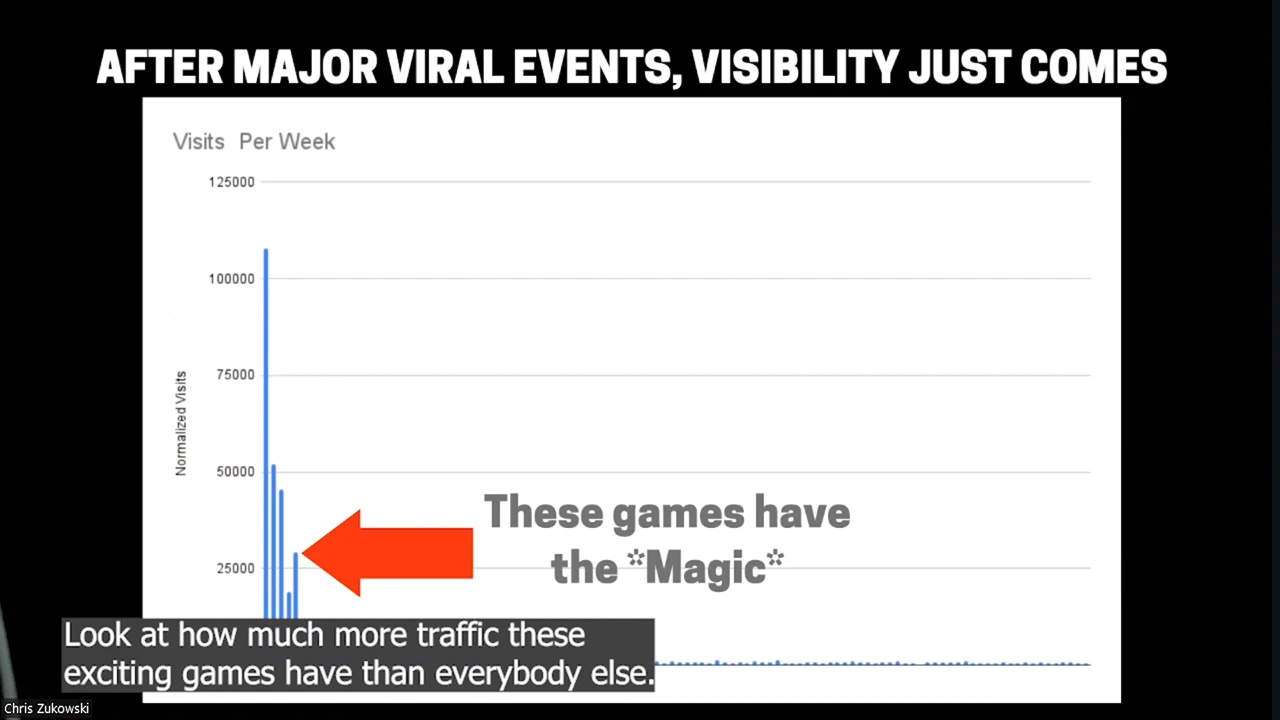 AFTER MAJOR VIRAL EVENTS, VISIBILITY JUST COMES
Visits Per Week
125000
100000
75000
50000
25000
Normalized Visits
These games have
the *Magic*
Look at how much more traffic these
exciting games have than everybody else.
Chris Zukowski